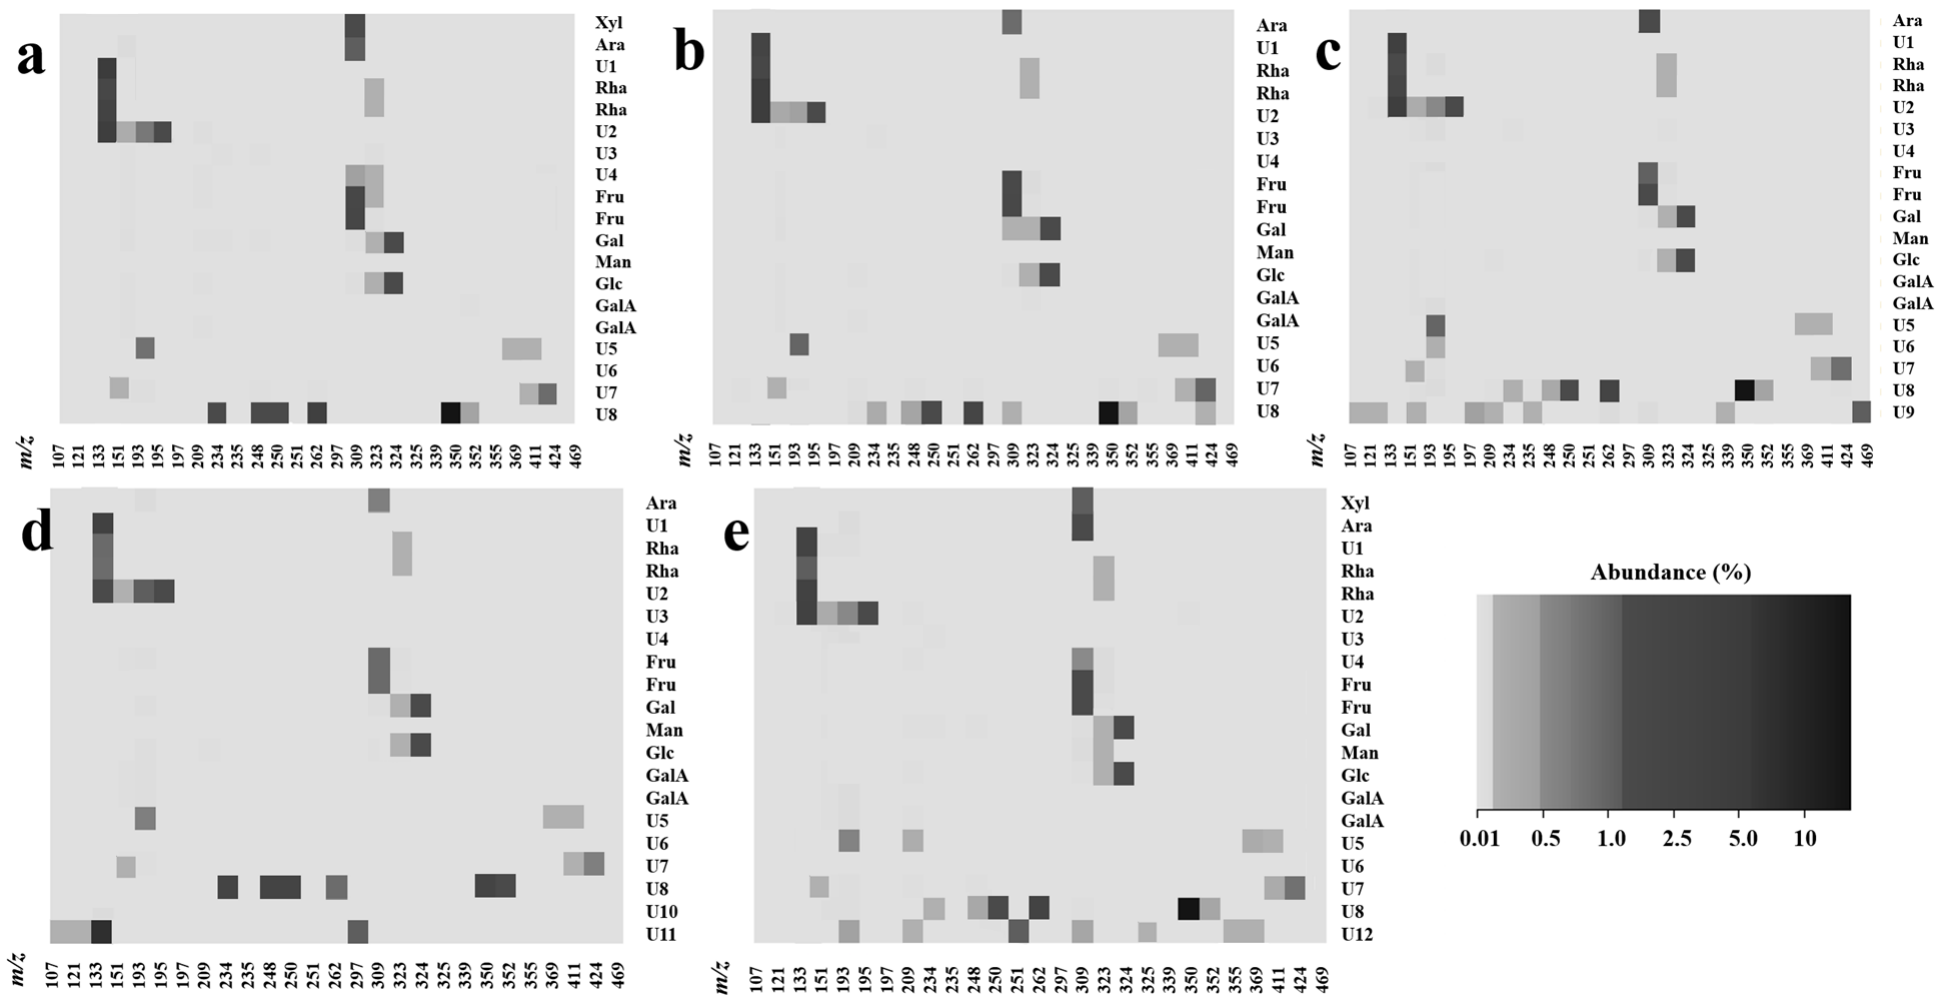 a
Xyl
Ara
U1
Rha
Rha
U2
U3
U4
Fru
Fru
Gal
Man
Glc
GalA
GalA
U5
U6
U7
U8
m/z 107 121 133 151 193 195 197 209 234 235 248 250 251 262 297 309 323 324 325 339 350 352 355 369 411 424 469
b
Ara
U1
Rha
Rha
U2
U3
U4
Fru
Fru
Gal
Man
Glc
GalA
GalA
U5
U6
U7
U8
m/z 107 121 133 151 193 195 197 209 234 235 248 250 251 262 297 309 323 324 325 339 350 352 355 369 411 424 469
c
Ara
U1
Rha
Rha
U2
U3
U4
Fru
Fru
Gal
Man
Glc
GalA
GalA
U5
U6
U7
U8
U9
m/z 107 121 133 151 193 195 197 209 234 235 248 250 251 262 297 309 323 324 325 339 350 352 355 369 411 424 469
d
Ara
U1
Rha
Rha
U2
U3
U4
Fru
Fru
Gal
Man
Glc
GalA
GalA
U5
U6
U7
U8
U10
U11
m/z 107 121 133 151 193 195 197 209 234 235 248 250 251 262 297 309 323 324 325 339 350 352 355 369 411 424 469
e
Xyl
Ara
U1
Rha
Rha
U2
U3
U4
Fru
Fru
Gal
Man
Glc
GalA
GalA
U5
U6
U7
U8
U12
m/z 107 121 133 151 193 195 197 209 234 235 248 250 251 262 297 309 323 324 325 339 350 352 355 369 411 424 469
Abundance (%)
0.01 0.5 1.0 2.5 5.0 10